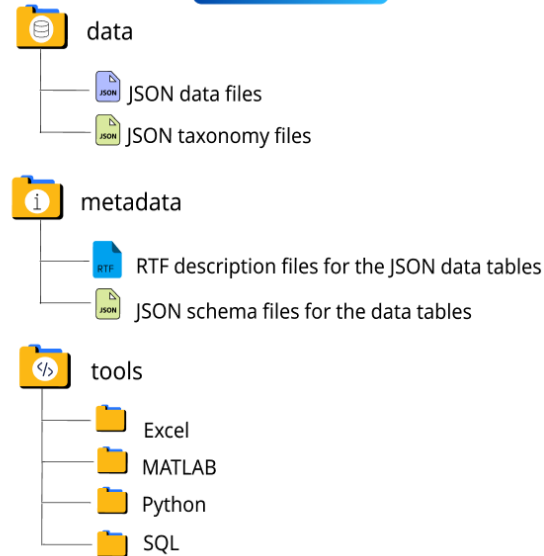 data
JSON JSON data files
JSON JSON taxonomy files
i metadata
RTF RTF description files for the JSON data tables
JSON JSON schema files for the data tables
</> tools
Excel
MATLAB
Python
SQL